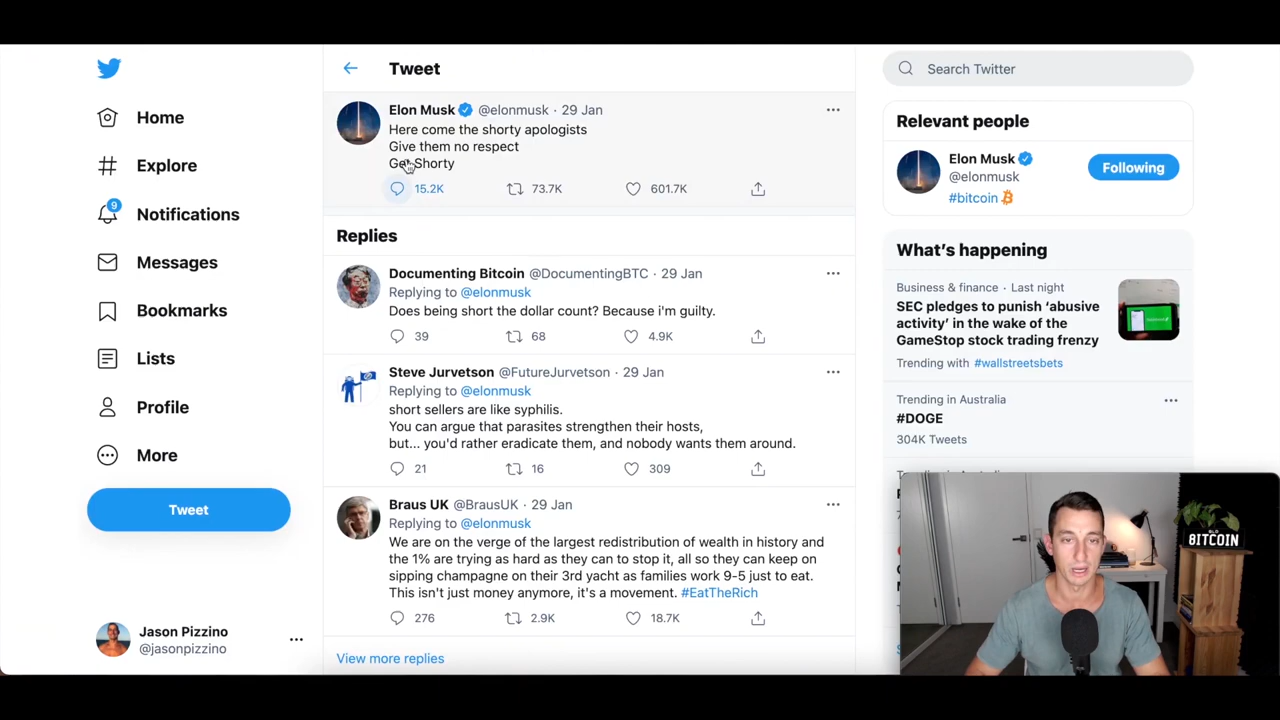 Home
Explore
9
Notifications
Messages
Bookmarks
Lists
Profile
More
Tweet
Jason Pizzino
@jasonpizzino
Tweet
Elon Musk @elonmusk · 29 Jan
Here come the shorty apologists
Give them no respect
Shorty
15.2K 73.7K 601.7K
Replies
Documenting Bitcoin @DocumentingBTC · 29 Jan
Replying to @elonmusk
Does being short the dollar count? Because i'm guilty.
39 68 4.9K
Steve Jurvetson @FutureJurvetson · 29 Jan
Replying to @elonmusk
short sellers are like syphilis.
You can argue that parasites strengthen their hosts,
but... you'd rather eradicate them, and nobody wants them around.
21 16 309
Braus UK @BrausUK · 29 Jan
Replying to @elonmusk
We are on the verge of the largest redistribution of wealth in history and
the 1% are trying as hard as they can to stop it, all so they can keep on
sipping champagne on their 3rd yacht as families work 9-5 just to eat.
This isn't just money anymore, it's a movement. #EatTheRich
276 2.9K 18.7K
View more replies
Search Twitter
Relevant people
Elon Musk
@elonmusk
Following
#bitcoin
What's happening
Business & finance · Last night
SEC pledges to punish 'abusive
activity' in the wake of the
GameStop stock trading frenzy
Trending with #wallstreetsbets
Trending in Australia
#DOGE
304K Tweets
BITCOIN